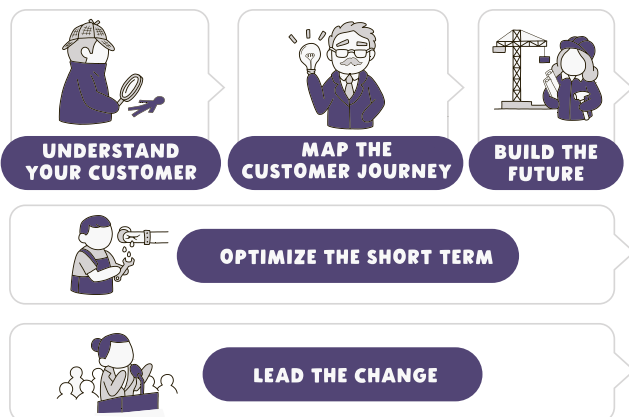 UNDERSTAND
YOUR CUSTOMER
MAP THE
CUSTOMER JOURNEY
BUILD THE
FUTURE
OPTIMIZE THE SHORT TERM
LEAD THE CHANGE